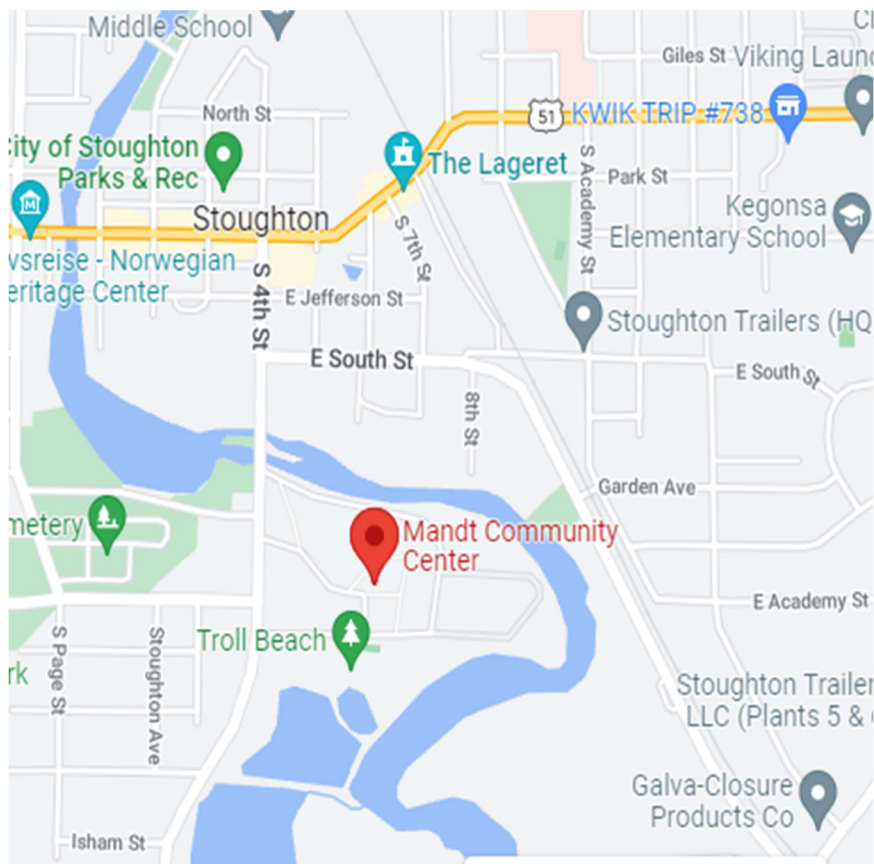 Middle School
Giles St
Viking Laun
North St
51
KWIK TRIP #738
City of Stoughton
Parks & Rec
The Lageret
S Academy St
Park St
Kegonsa
Elementary School
Stoughton
S 7th St
vsreise - Norwegian
eritage Center
S 4th St
E Jefferson St
Stoughton Trailers (HQ
E South St
E South St
8th St
Garden Ave
metery
Mandt Community
Center
E Academy St
S Page St
Stoughton Ave
Troll Beach
rk
Stoughton Trailer
LLC (Plants 5 &
Galva-Closure
Products Co
Isham St